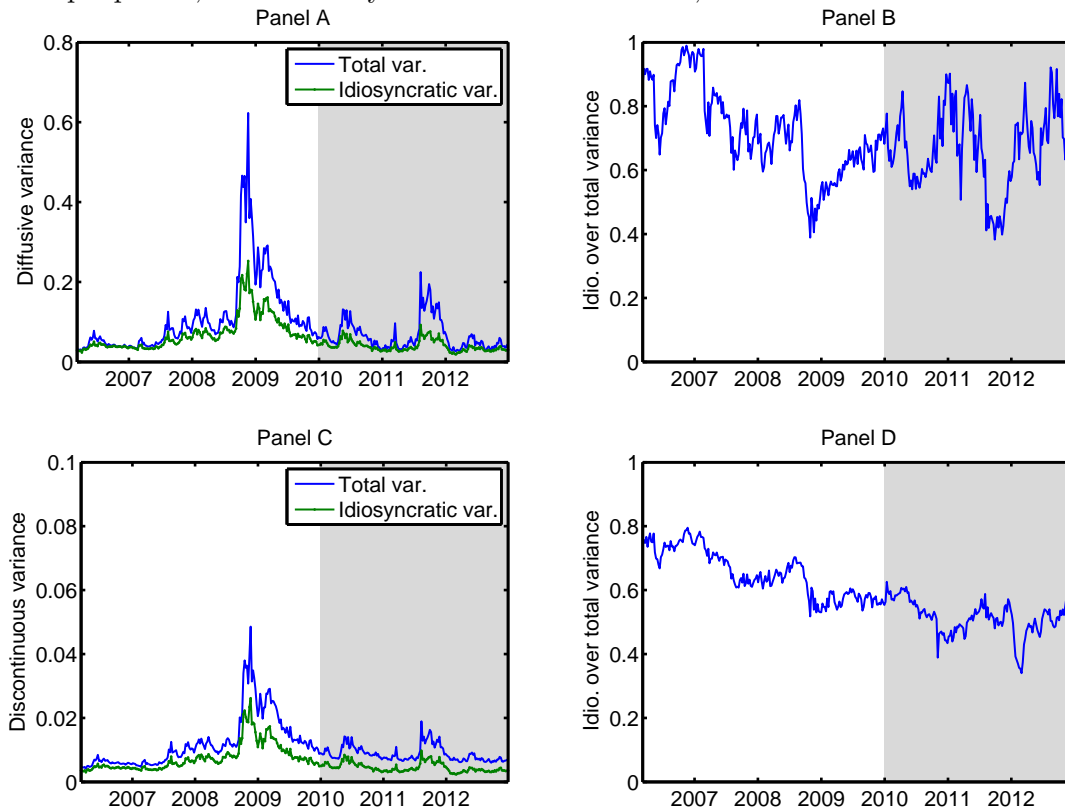 Panel A
Diffusive variance
0.8
0.6
0.4
0.2
0
Total var.
Idiosyncratic var.
2007 2008 2009 2010 2011 2012
Panel B
Idio. over total variance
1
0.8
0.6
0.4
0.2
0
2007 2008 2009 2010 2011 2012
Panel C
Discontinuous variance
0.1
0.08
0.06
0.04
0.02
0
Total var.
Idiosyncratic var.
2007 2008 2009 2010 2011 2012
Panel D
Idio. over total variance
1
0.8
0.6
0.4
0.2
0
2007 2008 2009 2010 2011 2012